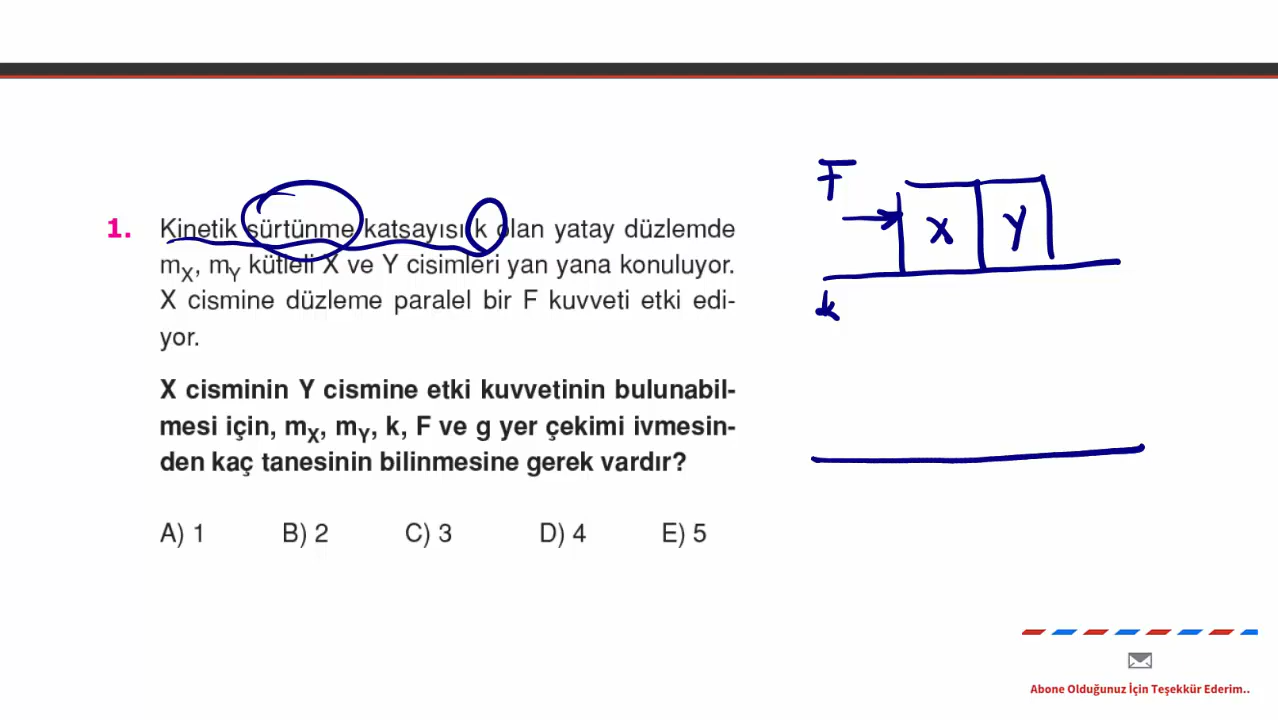 1. Kinetik sürtünme katsayısı k olan yatay düzlemde
mX, mY kütleli X ve Y cisimleri yan yana konuluyor.
X cismine düzleme paralel bir F kuvveti etki edi-
yor.
X cisminin Y cismine etki kuvvetinin bulunabil-
mesi için, mX, mY, k, F ve g yer çekimi ivmesin-
den kaç tanesinin bilinmesine gerek vardır?
A) 1 B) 2 C) 3 D) 4 E) 5
F
X Y
k
Abone Olduğunuz İçin Teşekkür Ederim..